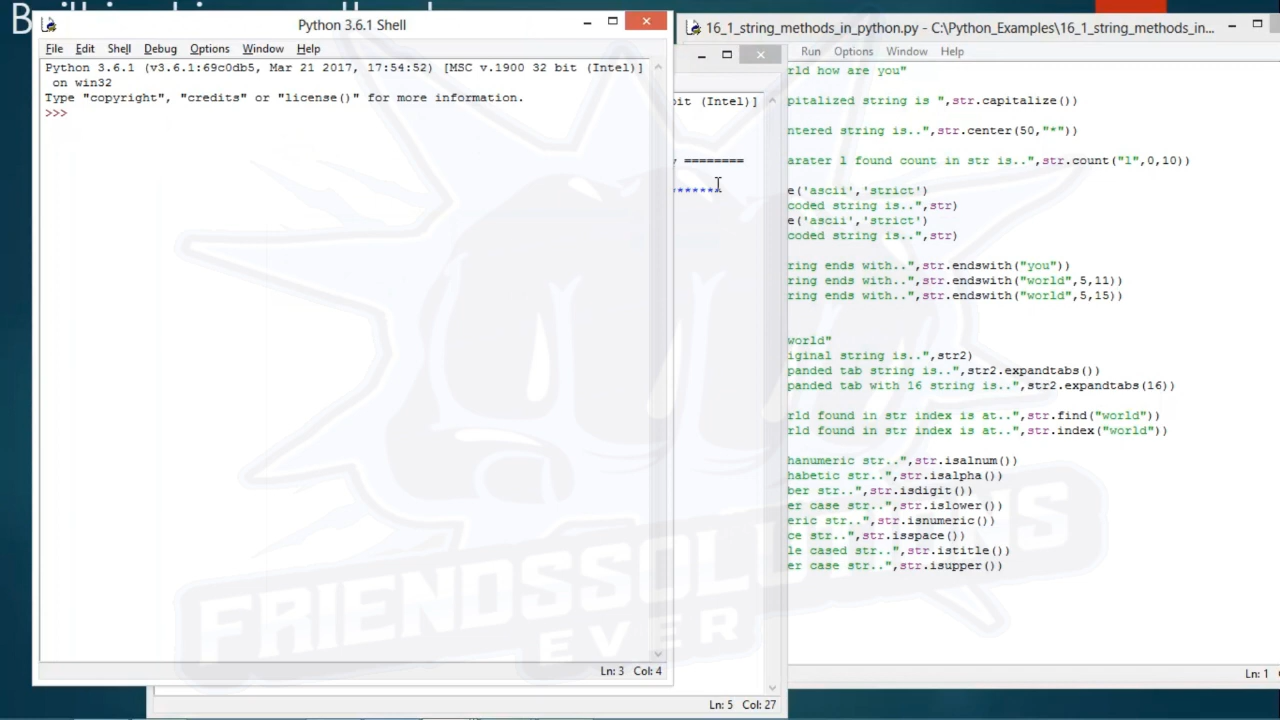 Python 3.6.1 Shell
File Edit Shell Debug Options Window Help
Python 3.6.1 (v3.6.1:69c0db5, Mar 21 2017, 17:54:52) [MSC v.1900 32 bit (Intel)]
on win32
Type "copyright", "credits" or "license()" for more information.
>>>
Ln: 3 Col: 4
bit (Intel)]
========
*******
Ln: 5 Col: 27
16_1_string_methods_in_python.py - C:\Python_Examples\16_1_string_methods_in...
Run Options Window Help
rld how are you"
pitalized string is ",str.capitalize())
ntered string is..",str.center(50,"*"))
arater l found count in str is..",str.count("l",0,10))
e('ascii','strict')
coded string is..",str)
e('ascii','strict')
coded string is..",str)
ring ends with..",str.endswith("you"))
ring ends with..",str.endswith("world",5,11))
ring ends with..",str.endswith("world",5,15))
world"
iginal string is..",str2)
panded tab string is..",str2.expandtabs())
panded tab with 16 string is..",str2.expandtabs(16))
rld found in str index is at..",str.find("world"))
rld found in str index is at..",str.index("world"))
hanumeric str..",str.isalnum())
habetic str..",str.isalpha())
ber str..",str.isdigit())
er case str..",str.islower())
eric str..",str.isnumeric())
ce str..",str.isspace())
le cased str..",str.istitle())
er case str..",str.isupper())
Ln: 1
FRIENDSSOLUTIONS
EVER